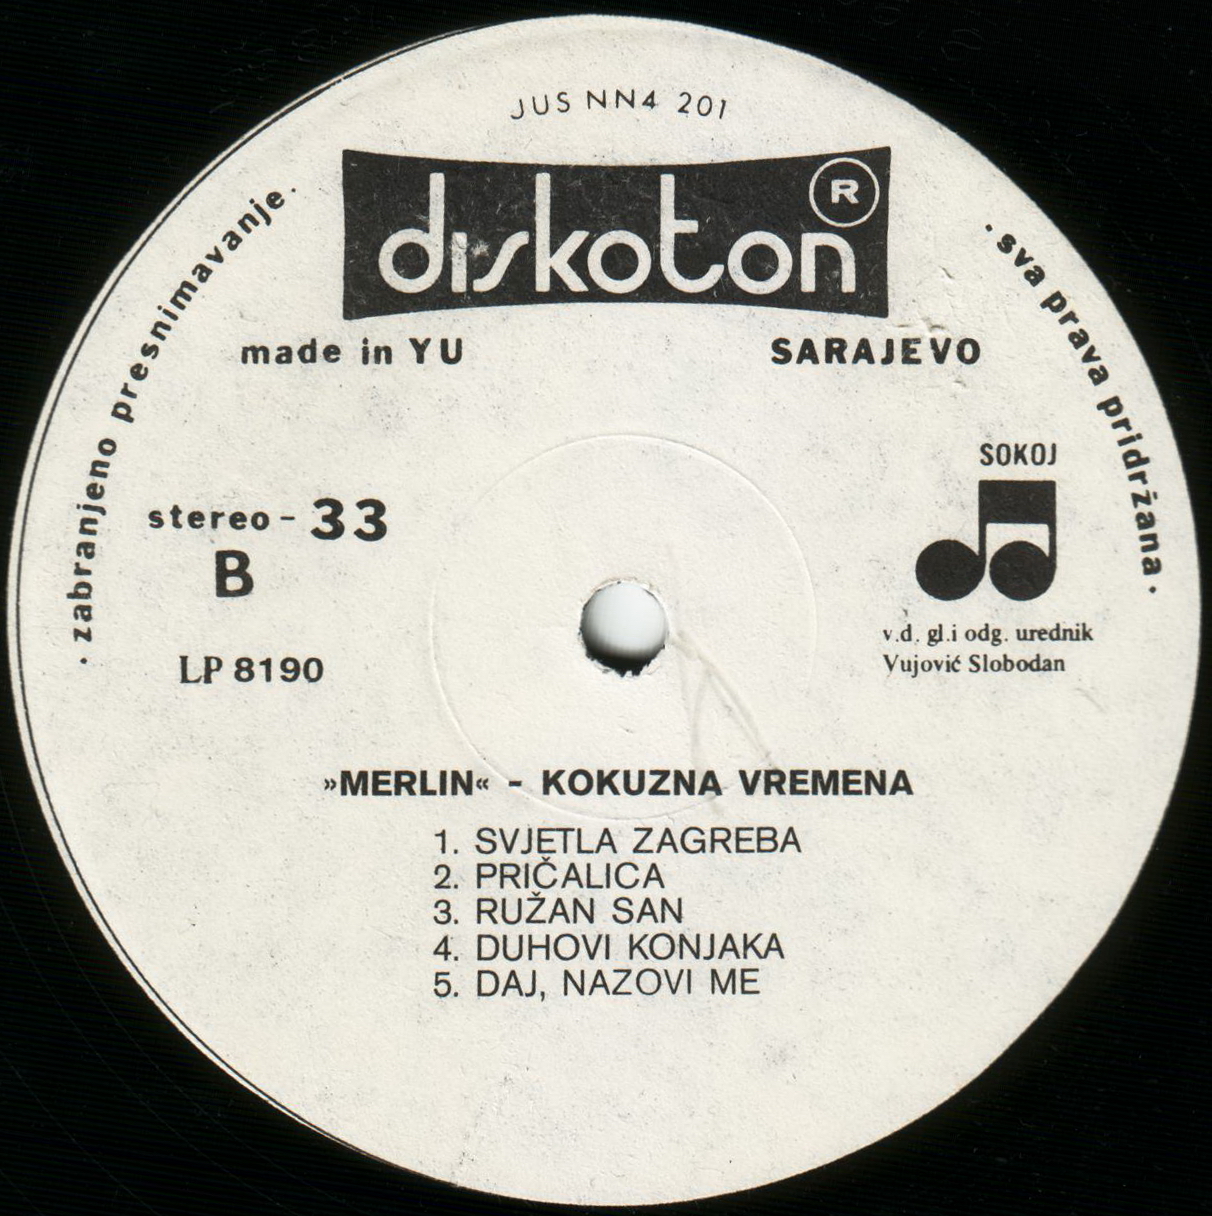 JUS NN4 201
diskoton R
made in YU
SARAJEVO
· zabranjeno presnimavanje ·
· sva prava pridržana ·
SOKOJ
stereo - 33
B
LP 8190
v.d. gl.i odg. urednik
Vujović Slobodan
»MERLIN« - KOKUZNA VREMENA
1. SVJETLA ZAGREBA
2. PRIČALICA
3. RUŽAN SAN
4. DUHOVI KONJAKA
5. DAJ, NAZOVI ME